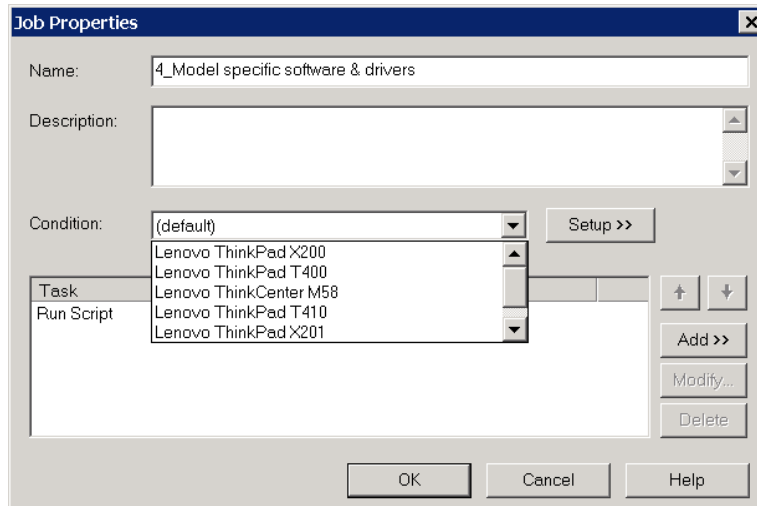 Job Properties
Name: 4_Model specific software & drivers
Description:
Condition: (default) Setup >>
Lenovo ThinkPad X200
Lenovo ThinkPad T400
Lenovo ThinkCenter M58
Lenovo ThinkPad T410
Lenovo ThinkPad X201
Task
Run Script
Add >>
Modify...
Delete
OK Cancel Help